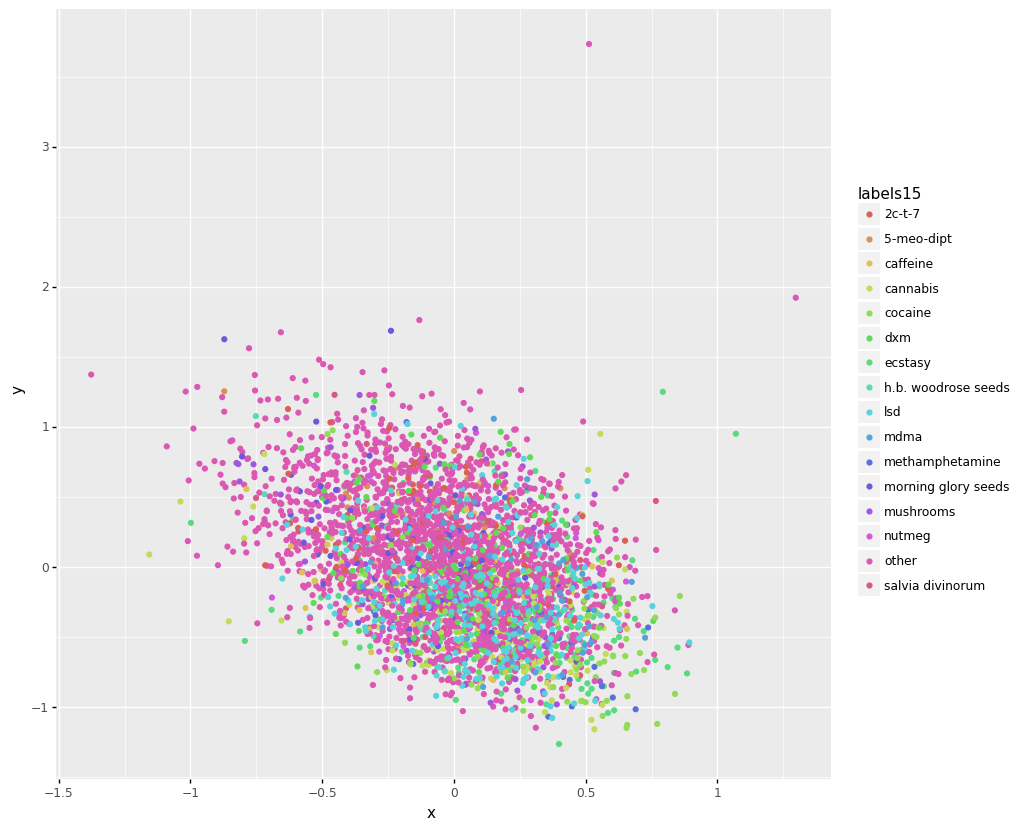 3
2
1
0
−1
y
−1.5
−1
−0.5
0
0.5
1
x
labels15
2c-t-7
5-meo-dipt
caffeine
cannabis
cocaine
dxm
ecstasy
h.b. woodrose seeds
lsd
mdma
methamphetamine
morning glory seeds
mushrooms
nutmeg
other
salvia divinorum